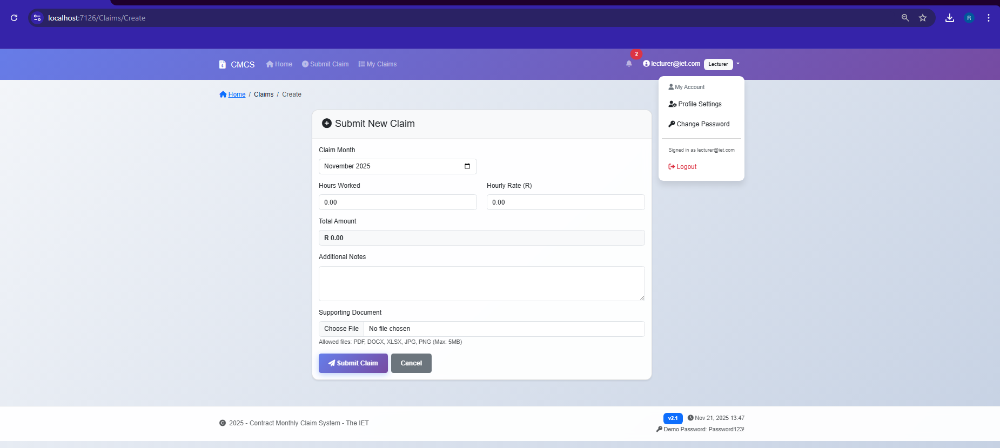 localhost:7126/Claims/Create
R
CMCS
Home
Submit Claim
My Claims
2
lecturer@iet.com
Lecturer
My Account
Profile Settings
Change Password
Signed in as lecturer@iet.com
Logout
Home / Claims / Create
Submit New Claim
Claim Month
November 2025
Hours Worked
Hourly Rate (R)
0.00
0.00
Total Amount
R 0.00
Additional Notes
Supporting Document
Choose File
No file chosen
Allowed files: PDF, DOCX, XLSX, JPG, PNG (Max: 5MB)
Submit Claim
Cancel
2025 - Contract Monthly Claim System - The IET
v2.1
Nov 21, 2025 13:47
Demo Password: Password123!